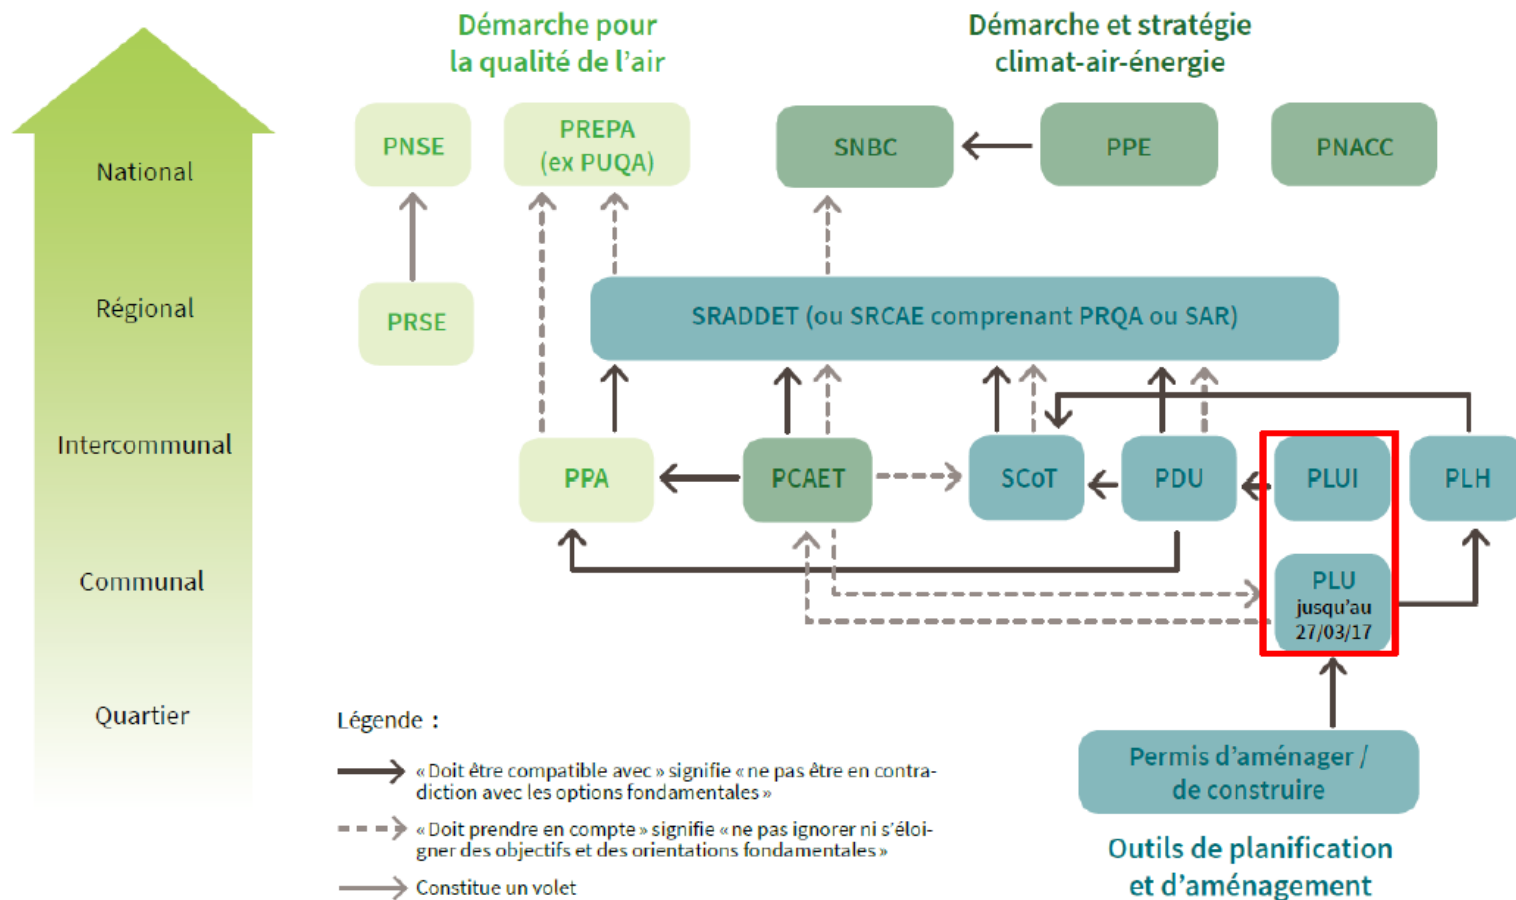 Démarche pour
la qualité de l'air
Démarche et stratégie
climat-air-énergie
National
PNSE
PREPA
(ex PUQA)
SNBC
PPE
PNACC
Régional
PRSE
SRADDET (ou SRCAE comprenant PRQA ou SAR)
Intercommunal
PPA
PCAET
SCoT
PDU
PLUI
PLH
Communal
PLU
jusqu'au
27/03/17
Quartier
Permis d'aménager /
de construire
Outils de planification
et d'aménagement
Légende :
« Doit être compatible avec » signifie « ne pas être en contra-
diction avec les options fondamentales »
« Doit prendre en compte » signifie « ne pas ignorer ni s'éloi-
gner des objectifs et des orientations fondamentales »
Constitue un volet